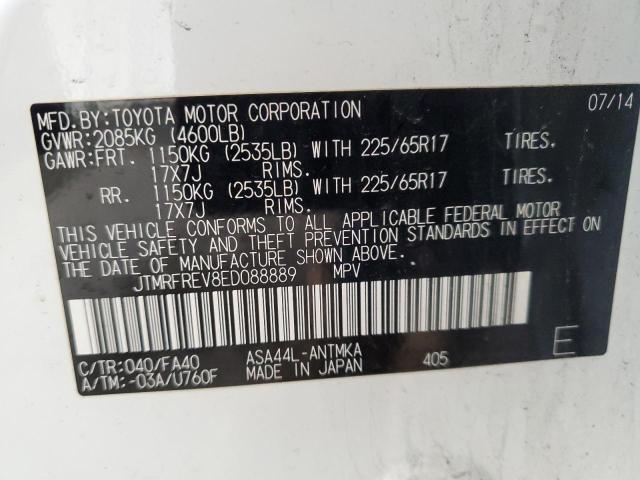 MFD.BY:TOYOTA MOTOR CORPORATION 07/14
GVWR:2085KG (4600LB)
GAWR:FRT. 1150KG (2535LB) WITH 225/65R17 TIRES.
17X7J RIMS.
RR. 1150KG (2535LB) WITH 225/65R17 TIRES.
17X7J RIMS.
THIS VEHICLE CONFORMS TO ALL APPLICABLE FEDERAL MOTOR
VEHICLE SAFETY AND THEFT PREVENTION STANDARDS IN EFFECT ON
THE DATE OF MANUFACTURE SHOWN ABOVE.
JTMRFREV8ED088889 MPV
C/TR:040/FA40 ASA44L-ANTMKA 405 E
A/TM:-03A/U760F MADE IN JAPAN